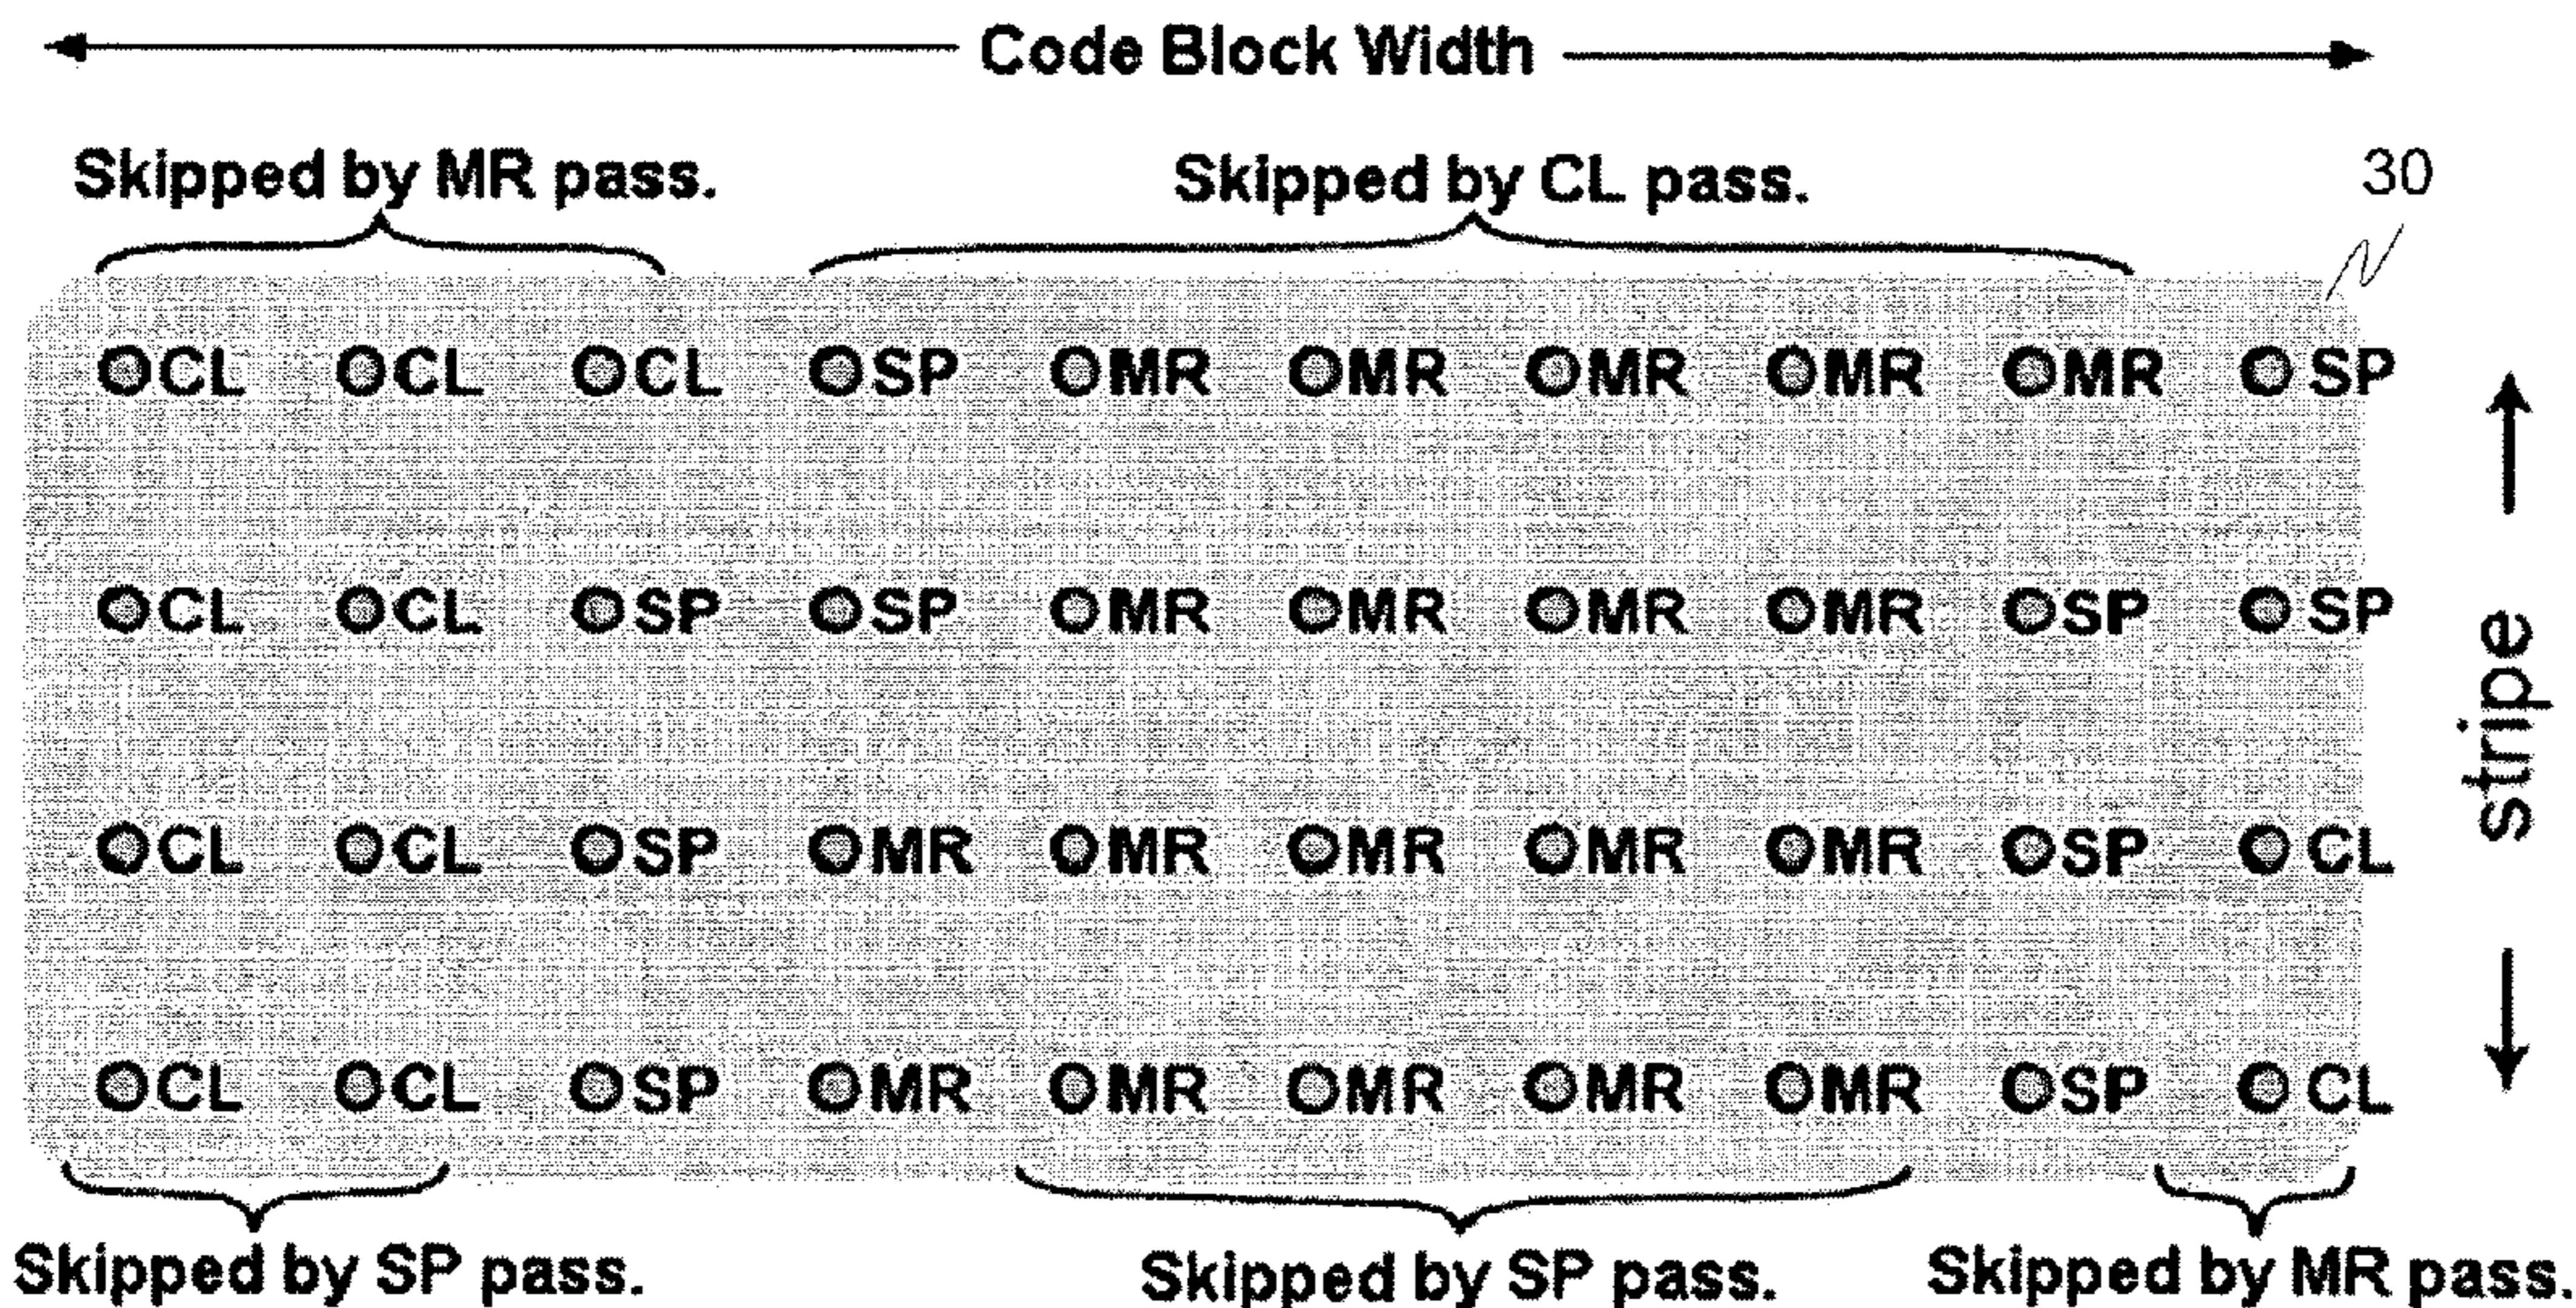 Code Block Width
Skipped by MR pass.
Skipped by CL pass.
30
CL CL CL SP MR MR MR MR MR SP
CL CL SP SP MR MR MR MR SP SP
CL CL SP MR MR MR MR MR SP CL
CL CL SP MR MR MR MR MR SP CL
stripe
Skipped by SP pass.
Skipped by SP pass.
Skipped by MR pass.